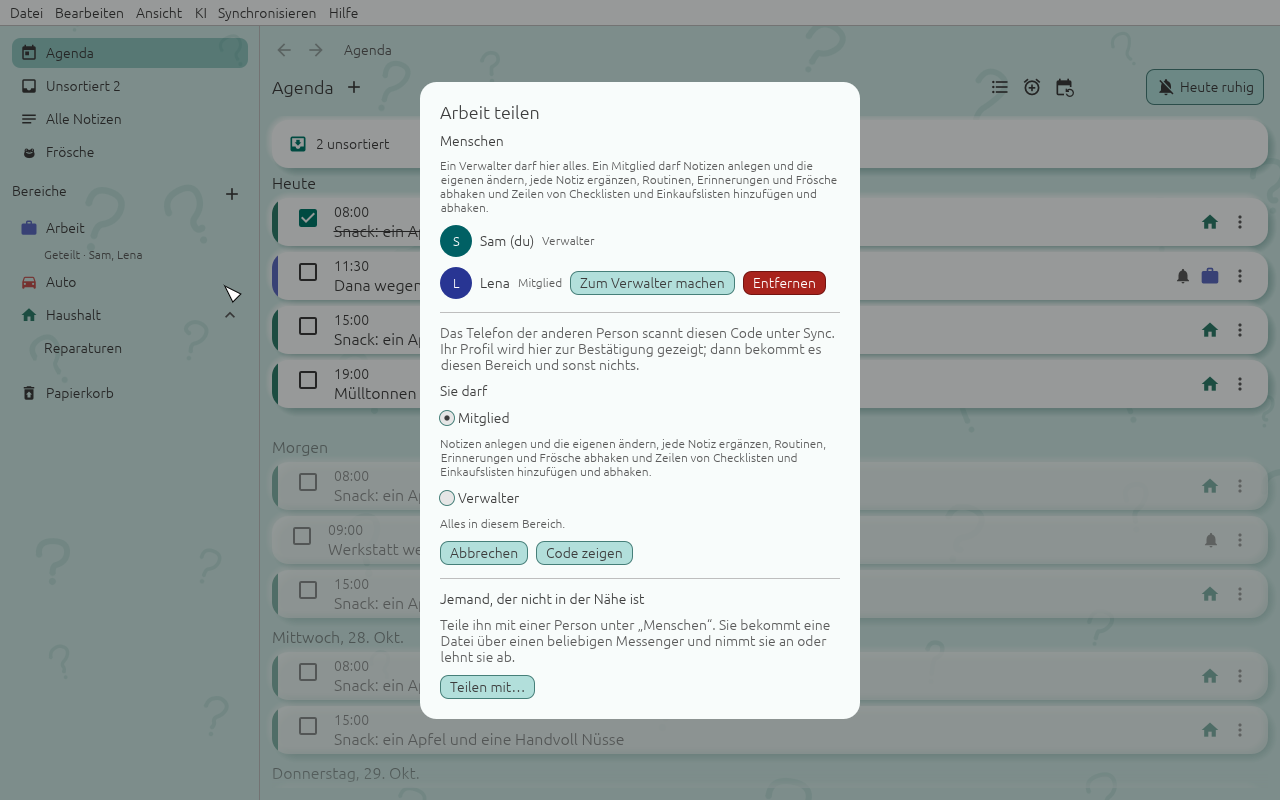 Datei Bearbeiten Ansicht KI Synchronisieren Hilfe
Agenda
Unsortiert 2
Alle Notizen
Frösche
Bereiche
Arbeit
Geteilt · Sam, Lena
Auto
Haushalt
Reparaturen
Papierkorb
Agenda
Agenda
Heute ruhig
2 unsortiert
Heute
08:00
Snack: ein
11:30
Dana wegen
15:00
Snack: ein
19:00
Mülltonnen
Morgen
08:00
Snack: ein
09:00
Werkstatt
15:00
Snack: ein
Mittwoch, 28. Okt.
08:00
Snack: ein
15:00
Snack: ein Apfel und eine Handvoll Nüsse
Donnerstag, 29. Okt.
Arbeit teilen
Menschen
Ein Verwalter darf hier alles. Ein Mitglied darf Notizen anlegen und die
eigenen ändern, jede Notiz ergänzen, Routinen, Erinnerungen und Frösche
abhaken und Zeilen von Checklisten und Einkaufslisten hinzufügen und
abhaken.
S Sam (du) Verwalter
L Lena Mitglied Zum Verwalter machen Entfernen
Das Telefon der anderen Person scannt diesen Code unter Sync.
Ihr Profil wird hier zur Bestätigung gezeigt; dann bekommt es
diesen Bereich und sonst nichts.
Sie darf
Mitglied
Notizen anlegen und die eigenen ändern, jede Notiz ergänzen, Routinen,
Erinnerungen und Frösche abhaken und Zeilen von Checklisten und
Einkaufslisten hinzufügen und abhaken.
Verwalter
Alles in diesem Bereich.
Abbrechen Code zeigen
Jemand, der nicht in der Nähe ist
Teile ihn mit einer Person unter „Menschen“. Sie bekommt eine
Datei über einen beliebigen Messenger und nimmt sie an oder
lehnt sie ab.
Teilen mit…